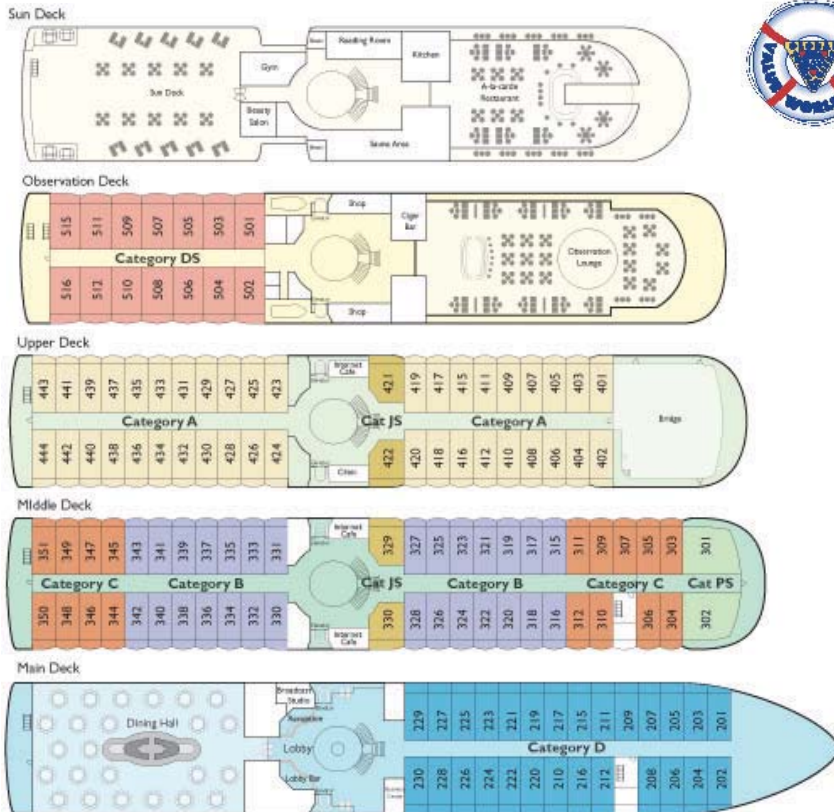 Sun Deck
Reading Room
Kitchen
Gym
Sun Deck
A-la-carte
Restaurant
Beauty
Salon
Sauna Area
VALUE WORLD
Observation Deck
515 511 509 507 505 503 501
Shop
Cigar
Bar
Category DS
Observation
Lounge
516 512 510 508 506 504 502
Shop
Upper Deck
443 441 439 437 435 433 431 429 427 425 423
Internet
Cafe
421 419 417 415 411 409 407 405 403 401
Category A
Cat JS
Category A
Bridge
444 442 440 438 436 434 432 430 428 426 424
422 420 418 416 412 410 408 406 404 402
Middle Deck
351 349 347 345 343 341 339 337 335 333 331
Internet
Cafe
329 327 325 323 321 319 317 315 311 309 307 305 303 301
Category C
Category B
Cat JS
Category B
Category C
Cat PS
350 348 346 344 342 340 338 336 334 332 330
Internet
Cafe
330 328 326 324 322 320 318 316 312 310 306 304 302
Main Deck
Broadcast
Studio
Reception
Dining Hall
Lobby
Lobby Bar
229 227 225 223 221 219 217 215 211 209 207 205 203 201
Category D
230 228 226 224 222 220 210 216 212 208 206 204 202